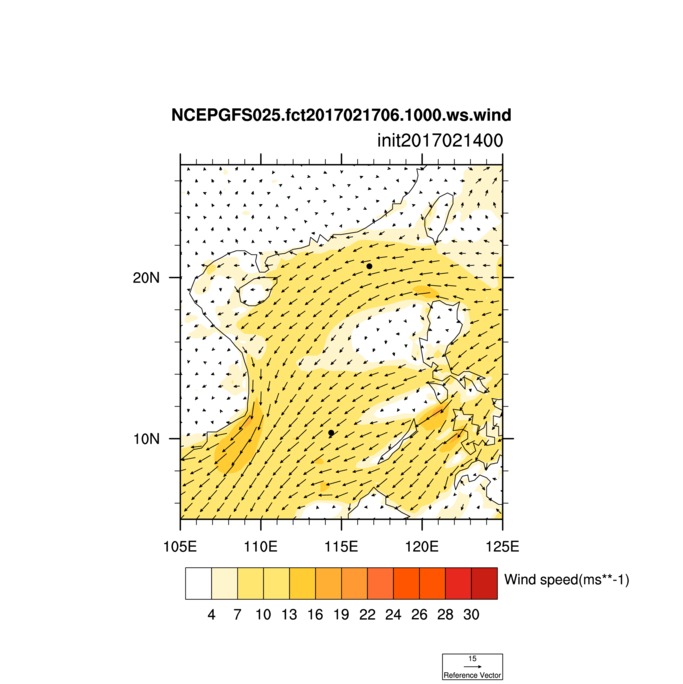 NCEPGFS025.fct2017021706.1000.ws.wind
init2017021400
20N
10N
105E 110E 115E 120E 125E
Wind speed(ms**-1)
4 7 10 13 16 19 22 24 26 28 30
15
Reference Vector